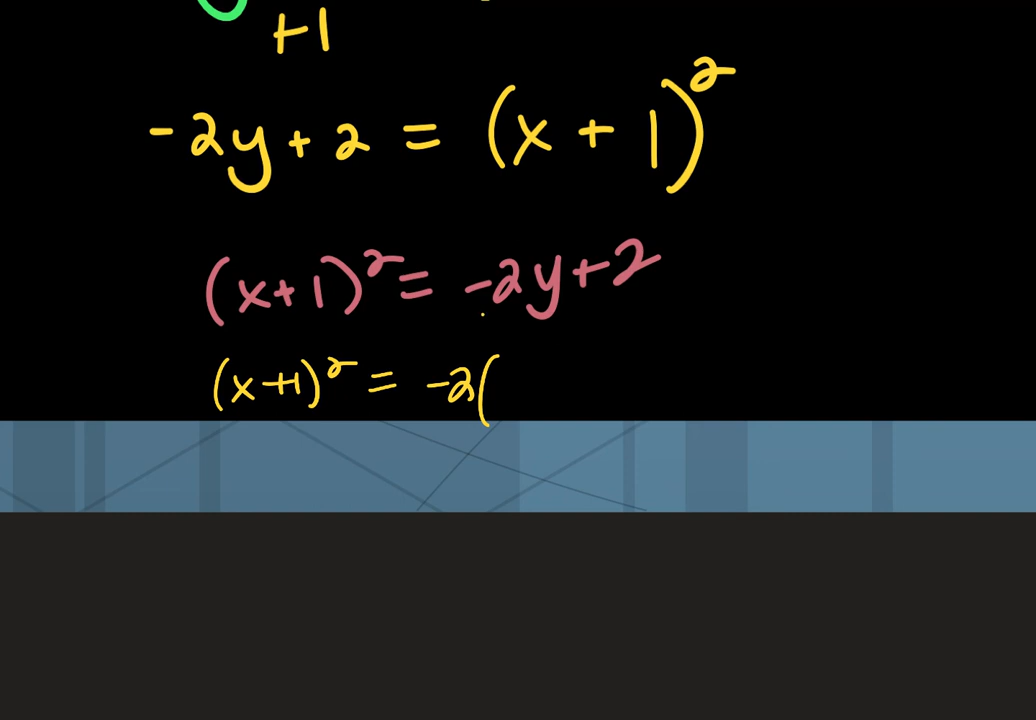 +1
-2y + 2 = (x + 1)²
(x+1)² = -2y+2
(x+1)² = -2(